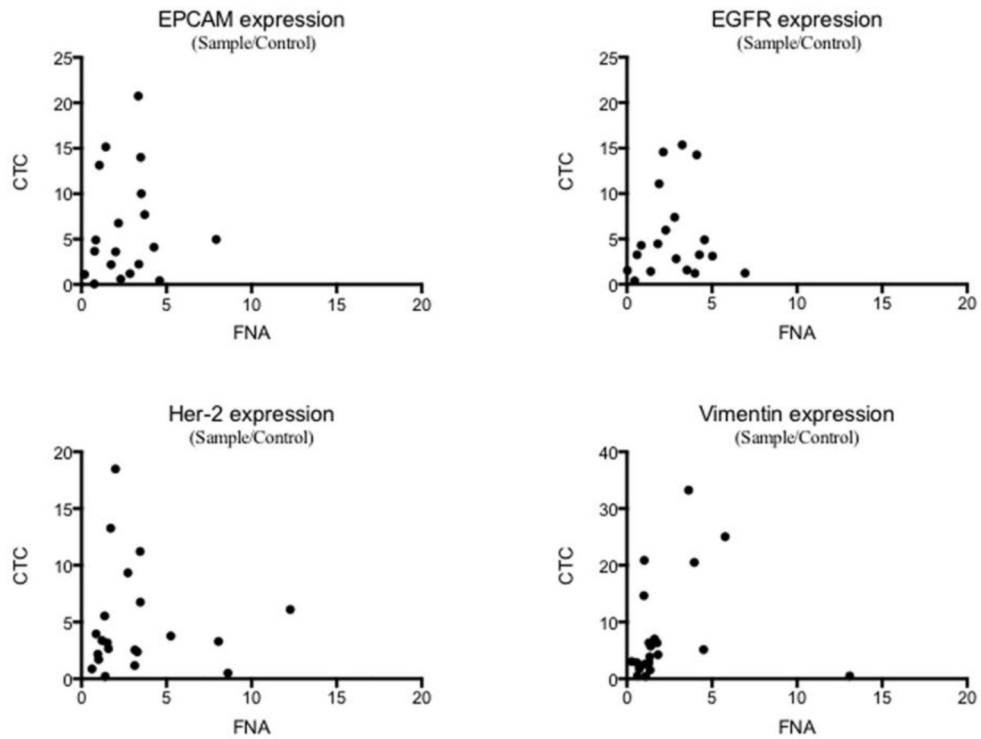 EPCAM expression
(Sample/Control)
25
20
15
10
5
0
CTC
0 5 10 15 20
FNA
EGFR expression
(Sample/Control)
25
20
15
10
5
0
CTC
0 5 10 15 20
FNA
Her-2 expression
(Sample/Control)
20
15
10
5
0
CTC
0 5 10 15 20
FNA
Vimentin expression
(Sample/Control)
40
30
20
10
0
CTC
0 5 10 15 20
FNA